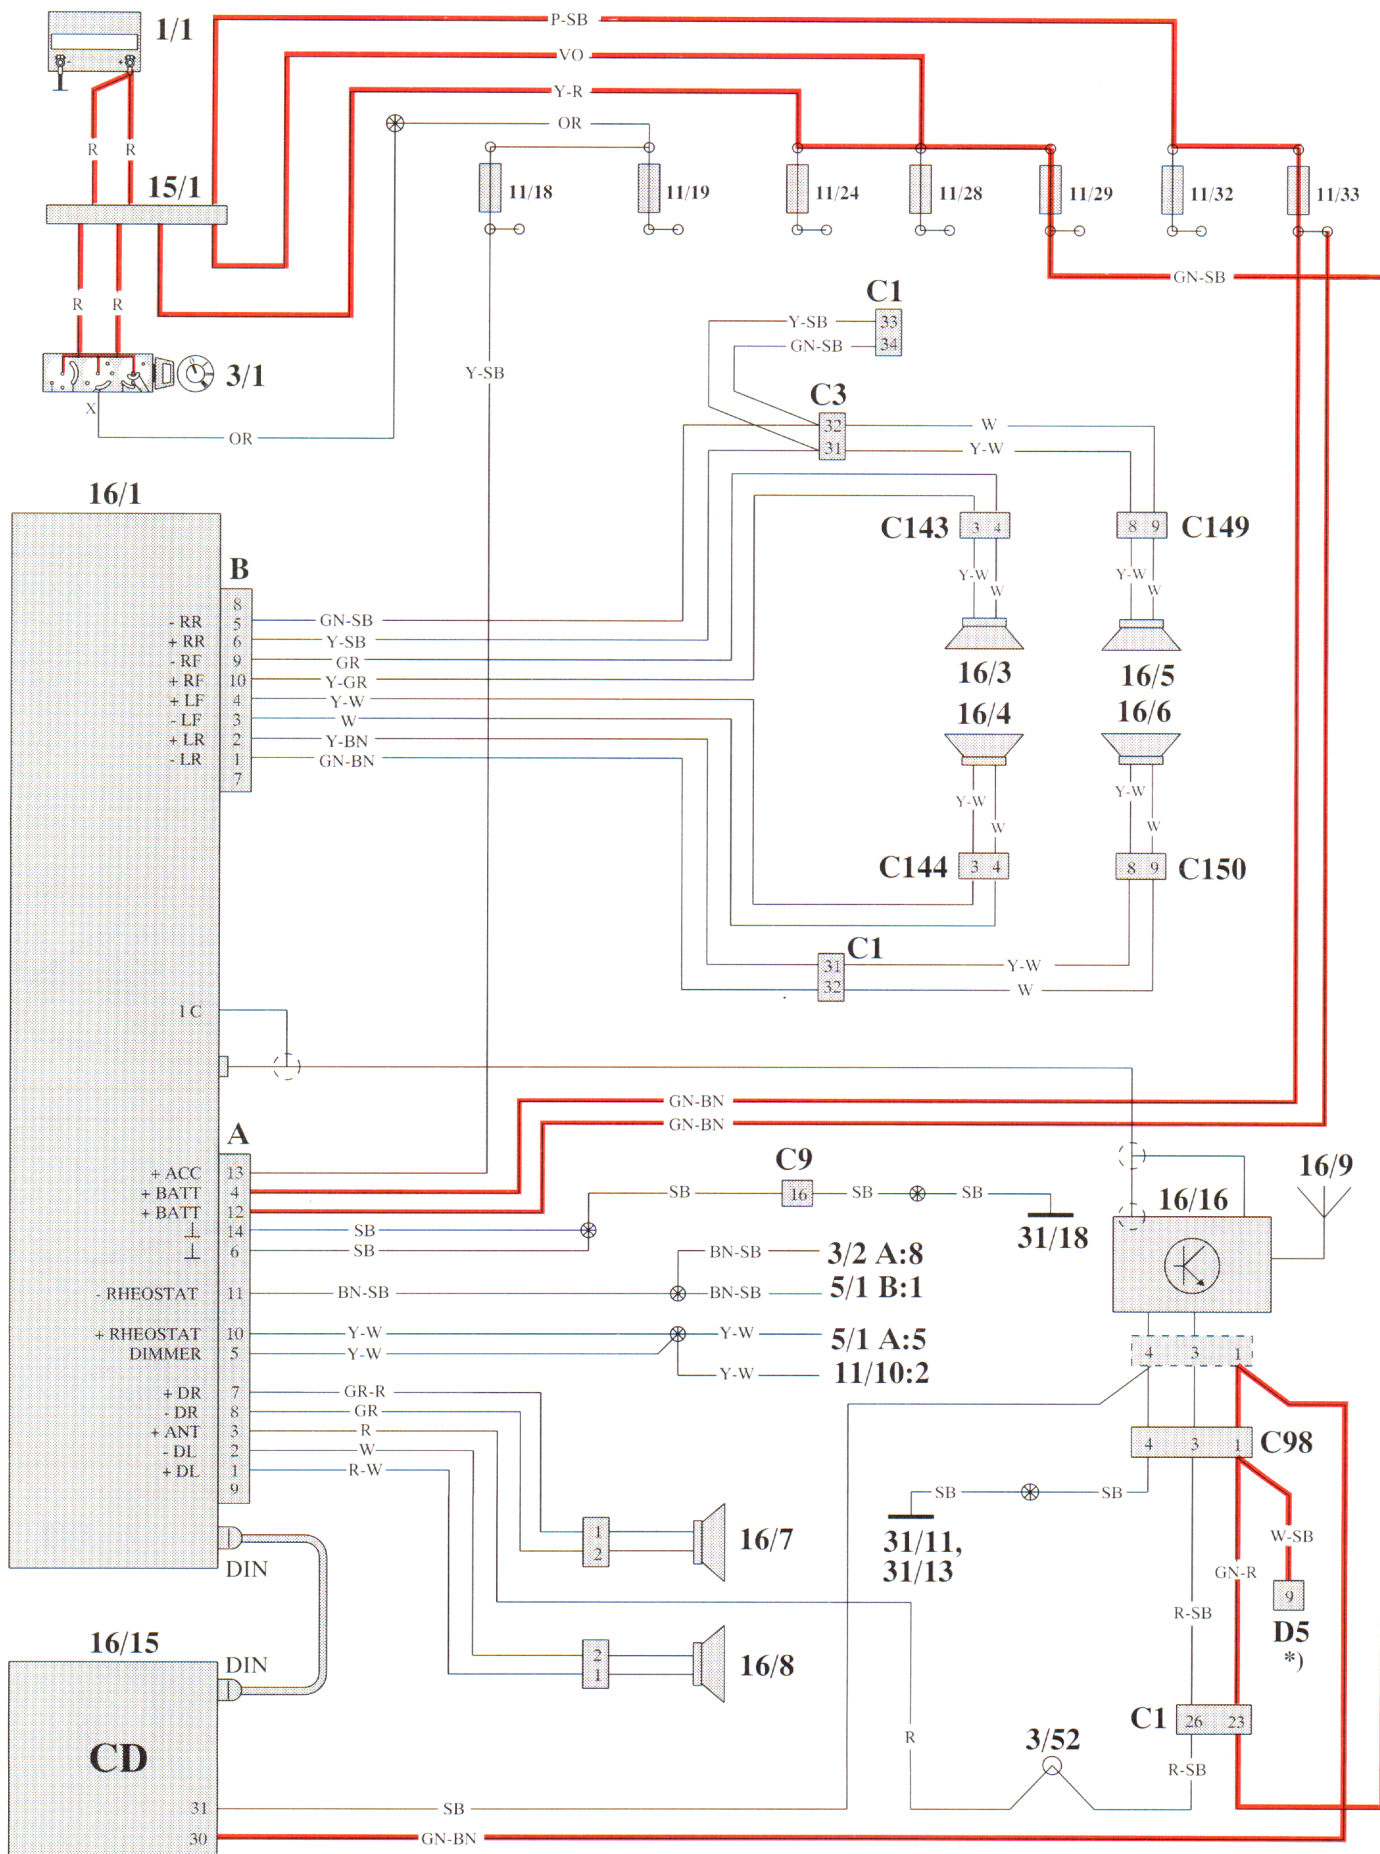 1/1
P-SB
VO
Y-R
OR
R R
15/1
11/18 11/19 11/24 11/28 11/29 11/32 11/33
GN-SB
R R
3/1
X
OR
Y-SB
C1
Y-SB 33
GN-SB 34
C3
32 W
31 Y-W
16/1
C143 3 4
8 9 C149
Y-W W
Y-W W
B
8
- RR 5 GN-SB
+ RR 6 Y-SB
- RF 9 GR
+ RF 10 Y-GR
+ LF 4 Y-W
- LF 3 W
+ LR 2 Y-BN
- LR 1 GN-BN
7
16/3 16/5
16/4 16/6
Y-W W
Y-W W
C144 3 4
8 9 C150
C1
31 Y-W
32 W
1 C
GN-BN
GN-BN
A
+ ACC 13
+ BATT 4
+ BATT 12
14 SB
6 SB
SB
C9
16 SB SB
31/18
16/16
16/9
- RHEOSTAT 11 BN-SB
BN-SB 3/2 A:8
BN-SB 5/1 B:1
+ RHEOSTAT 10 Y-W
DIMMER 5 Y-W
Y-W 5/1 A:5
Y-W 11/10:2
4 3 1
+ DR 7 GR-R
- DR 8 GR
+ ANT 3 R
- DL 2 W
+ DL 1 R-W
9
4 3 1 C98
SB SB
31/11,
31/13
W-SB
GN-R
9
D5
*)
R-SB
1
2
16/7
DIN
2
1
16/8
16/15
DIN
CD
C1 26 23
R
3/52
R-SB
31 SB
30 GN-BN